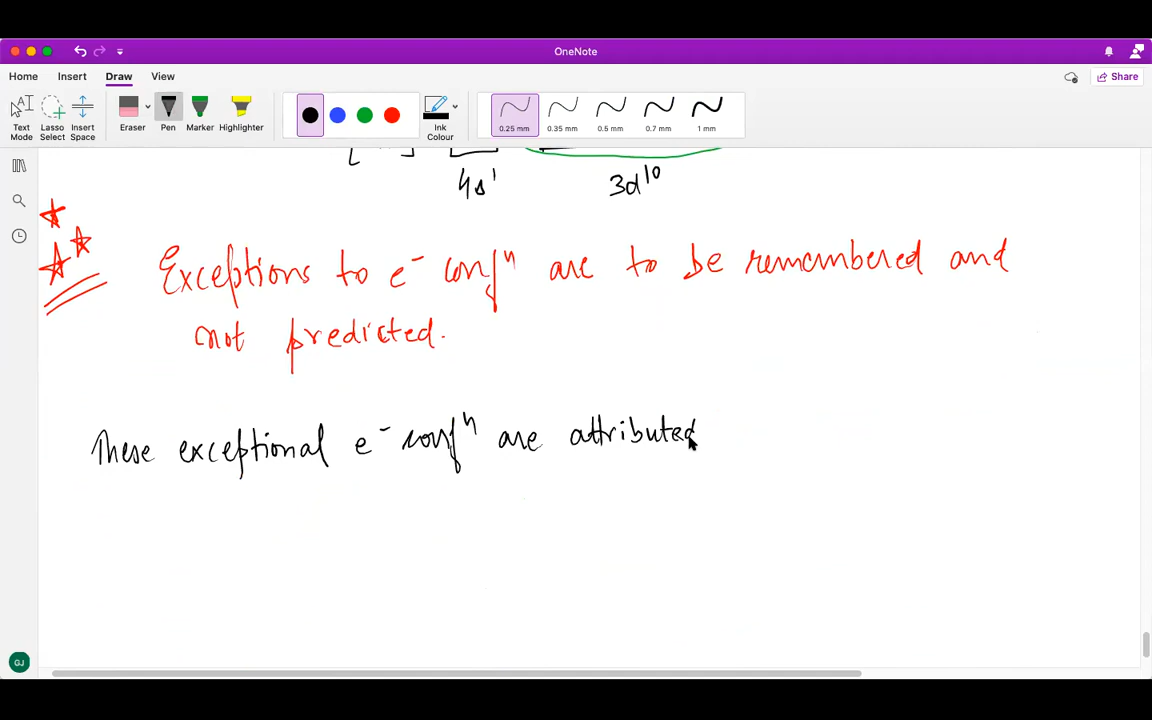 OneNote
Home Insert Draw View
Share
Text Mode
Lasso Select
Insert Space
Eraser
Pen
Marker
Highlighter
Ink Colour
0.25 mm
0.35 mm
0.5 mm
0.7 mm
1 mm
4s¹ 3d¹⁰
Exceptions to e⁻ confⁿ are to be remembered and
not predicted.
These exceptional e⁻ confⁿ are attributed
GJ